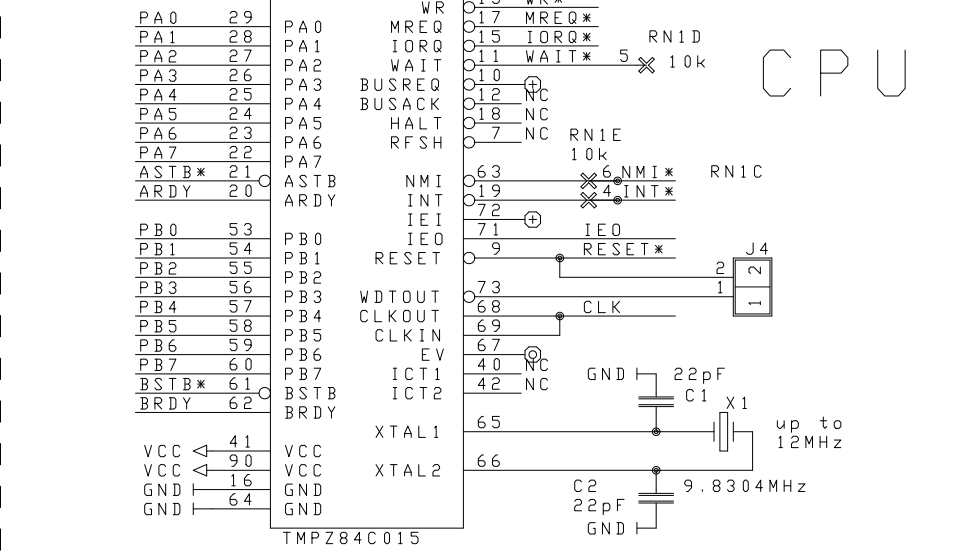 WR 13 WR*
PA0 29 PA0 MREQ 17 MREQ*
PA1 28 PA1 IORQ 15 IORQ* RN1D
PA2 27 PA2 WAIT 11 WAIT* 5 10k
PA3 26 PA3 BUSREQ 10
PA4 25 PA4 BUSACK 12 NC
PA5 24 PA5 HALT 18 NC
PA6 23 PA6 RFSH 7 NC
PA7 22 PA7
CPU
RN1E
10k
ASTB* 21 ASTB NMI 63 6 NMI* RN1C
ARDY 20 ARDY INT 19 4 INT*
IEI 72
PB0 53 PB0 IEO 71 IEO
PB1 54 PB1 RESET 9 RESET* J4
PB2 55 PB2 2 2
PB3 56 PB3 WDTOUT 73 1 1
PB4 57 PB4 CLKOUT 68 CLK
PB5 58 PB5 CLKIN 69
PB6 59 PB6 EV 67
PB7 60 PB7 ICT1 40 NC
BSTB* 61 BSTB ICT2 42 NC
BRDY 62 BRDY
GND 22pF
C1
X1
XTAL1 65
up to
12MHz
VCC 41 VCC
VCC 90 VCC XTAL2 66
GND 16 GND
GND 64 GND
C2 9.8304MHz
22pF
GND
TMPZ84C015